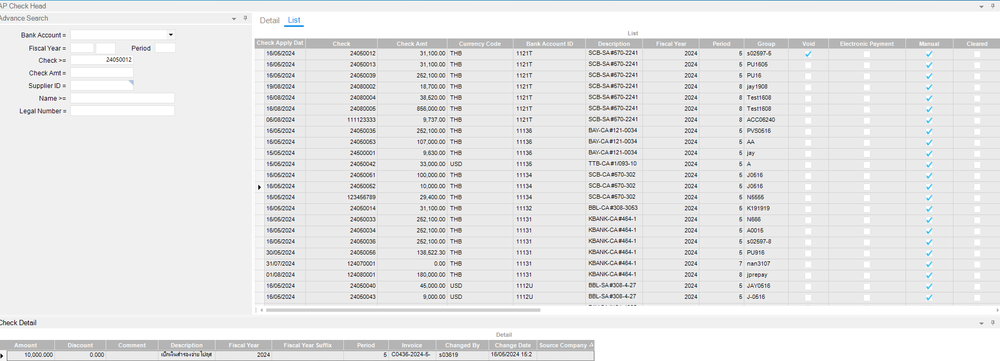 AP Check Head
Advance Search
Bank Account =
Fiscal Year = Period
Check >= 24050012
Check Amt =
Supplier ID =
Name >=
Legal Number =
Detail List
List
Check Apply Dat Check Check Amt Currency Code Bank Account ID Description Fiscal Year Period Group Void Electronic Payment Manual Cleared
16/05/2024 24050012 31,100.00 THB 1121T SCB-SA#570-2241 2024 5 s02597-5
16/05/2024 24050013 31,100.00 THB 1121T SCB-SA#570-2241 2024 5 PU1605
16/05/2024 24050039 252,100.00 THB 1121T SCB-SA#570-2241 2024 5 PU16
19/08/2024 24080002 18,700.00 THB 1121T SCB-SA#570-2241 2024 8 jay1908
16/08/2024 24080004 38,520.00 THB 1121T SCB-SA#570-2241 2024 8 Test1608
16/08/2024 24080005 856,000.00 THB 1121T SCB-SA#570-2241 2024 8 Test1608
06/08/2024 111123333 9,737.00 THB 1121T SCB-SA#570-2241 2024 8 ACC06240
16/05/2024 24050035 252,100.00 THB 11136 BAY-CA#121-0034 2024 5 PVS0516
16/05/2024 24050053 107,000.00 THB 11136 BAY-CA#121-0034 2024 5 AA
15/05/2024 24500001 9,630.00 THB 11136 BAY-CA#121-0034 2024 5 jay
15/05/2024 24050042 33,000.00 USD 11135 TTB-CA#1/093-10 2024 5 A
16/05/2024 24050051 100,000.00 THB 11134 SCB-CA#570-302 2024 5 J0516
16/05/2024 24050052 10,000.00 THB 11134 SCB-CA#570-302 2024 5 J0516
16/05/2024 123456789 29,400.00 THB 11134 SCB-CA#570-302 2024 5 N5555
16/05/2024 24050014 31,100.00 THB 11132 BBL-CA#308-3053 2024 5 K191919
16/05/2024 24050033 252,100.00 THB 11131 KBANK-CA#464-1 2024 5 N666
16/05/2024 24050034 252,100.00 THB 11131 KBANK-CA#464-1 2024 5 A0015
16/05/2024 24050036 252,100.00 THB 11131 KBANK-CA#464-1 2024 5 s02597-8
30/05/2024 24050056 138,522.30 THB 11131 KBANK-CA#464-1 2024 5 PU916
31/07/2024 124070001 0.00 THB 11131 KBANK-CA#464-1 2024 7 nan3107
01/08/2024 124080001 180,000.00 THB 11131 KBANK-CA#464-1 2024 8 jprepay
16/05/2024 24050040 45,000.00 USD 1112U BBL-SA#308-4-27 2024 5 JAY0516
16/05/2024 24050043 9,000.00 USD 1112U BBL-SA#308-4-27 2024 5 J-0516
Check Detail
Detail
Amount Discount Comment Description Fiscal Year Fiscal Year Suffix Period Invoice Changed By Change Date Source Company
10,000.000 0.000 เบิกเงินสำรองจ่าย ไปดูส 2024 5 C0436-2024-5- s03619 16/05/2024 15:2